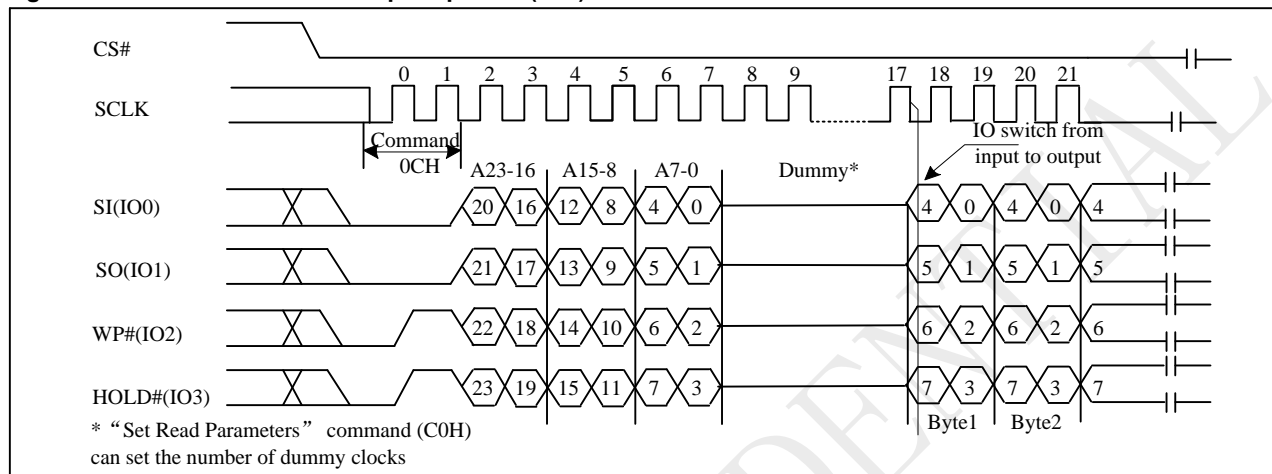 CS#
0 1 2 3 4 5 6 7 8 9 17 18 19 20 21
SCLK
IO switch from
input to output
Command
0CH
A23-16 A15-8 A7-0 Dummy*
SI(IO0) 20 16 12 8 4 0 4 0 4 0 4
SO(IO1) 21 17 13 9 5 1 5 1 5 1 5
WP#(IO2) 22 18 14 10 6 2 6 2 6 2 6
HOLD#(IO3) 23 19 15 11 7 3 7 3 7 3 7
Byte1 Byte2
* “Set Read Parameters” command (C0H)
can set the number of dummy clocks